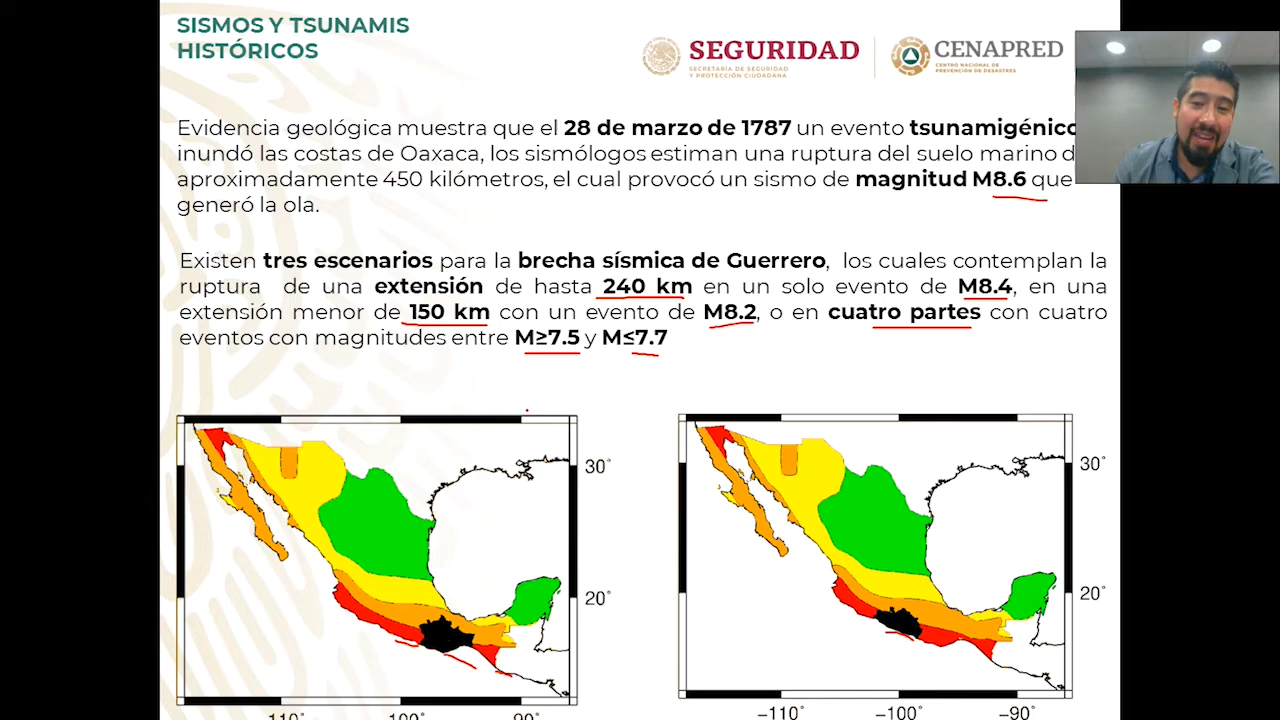 SISMOS Y TSUNAMIS
HISTÓRICOS
SEGURIDAD
SECRETARÍA DE SEGURIDAD
Y PROTECCIÓN CIUDADANA
CENAPRED
CENTRO NACIONAL DE
PREVENCIÓN DE DESASTRES
Evidencia geológica muestra que el 28 de marzo de 1787 un evento tsunamigénico
inundó las costas de Oaxaca, los sismólogos estiman una ruptura del suelo marino d
aproximadamente 450 kilómetros, el cual provocó un sismo de magnitud M8.6 que
generó la ola.
Existen tres escenarios para la brecha sísmica de Guerrero, los cuales contemplan la
ruptura de una extensión de hasta 240 km en un solo evento de M8.4, en una
extensión menor de 150 km con un evento de M8.2, o en cuatro partes con cuatro
eventos con magnitudes entre M≥7.5 y M≤7.7
30°
20°
-110° -100° -90°
30°
20°
−110° −100° −90°